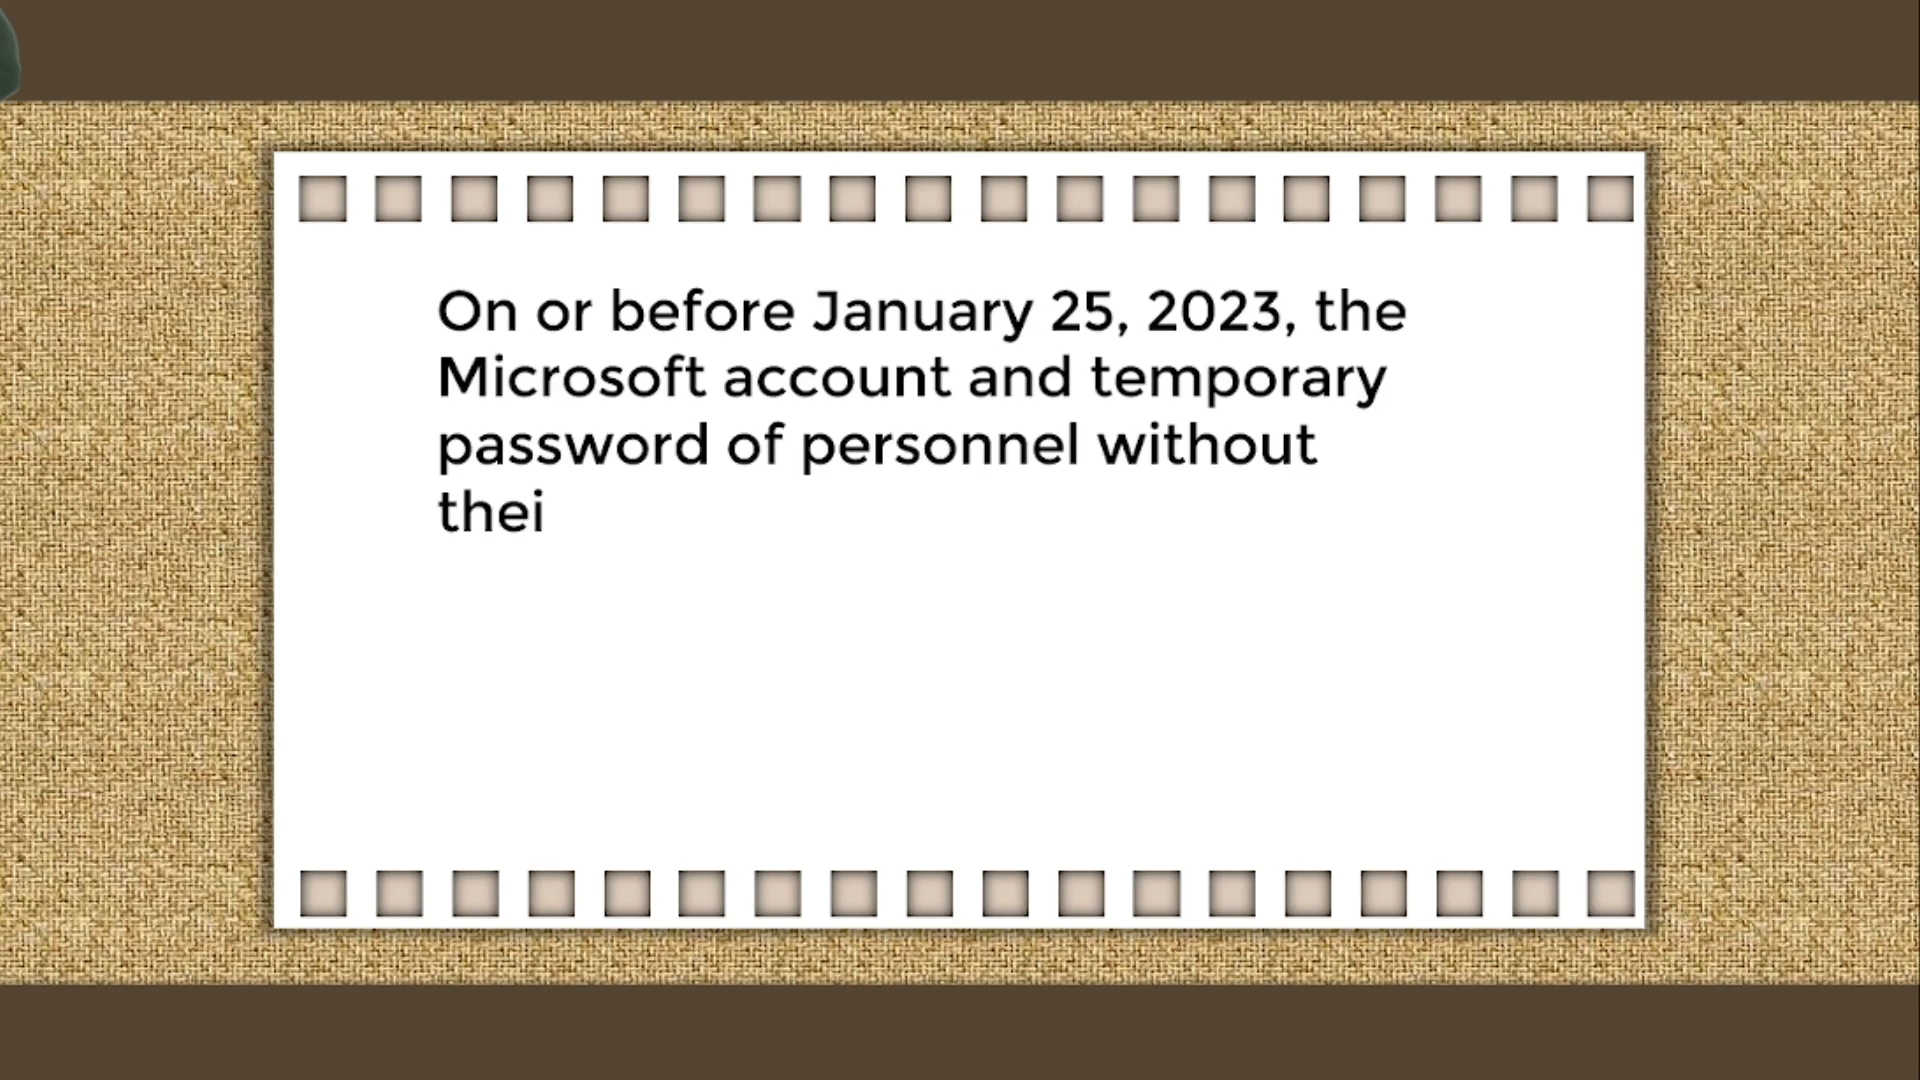 On or before January 25, 2023, the
Microsoft account and temporary
password of personnel without
thei